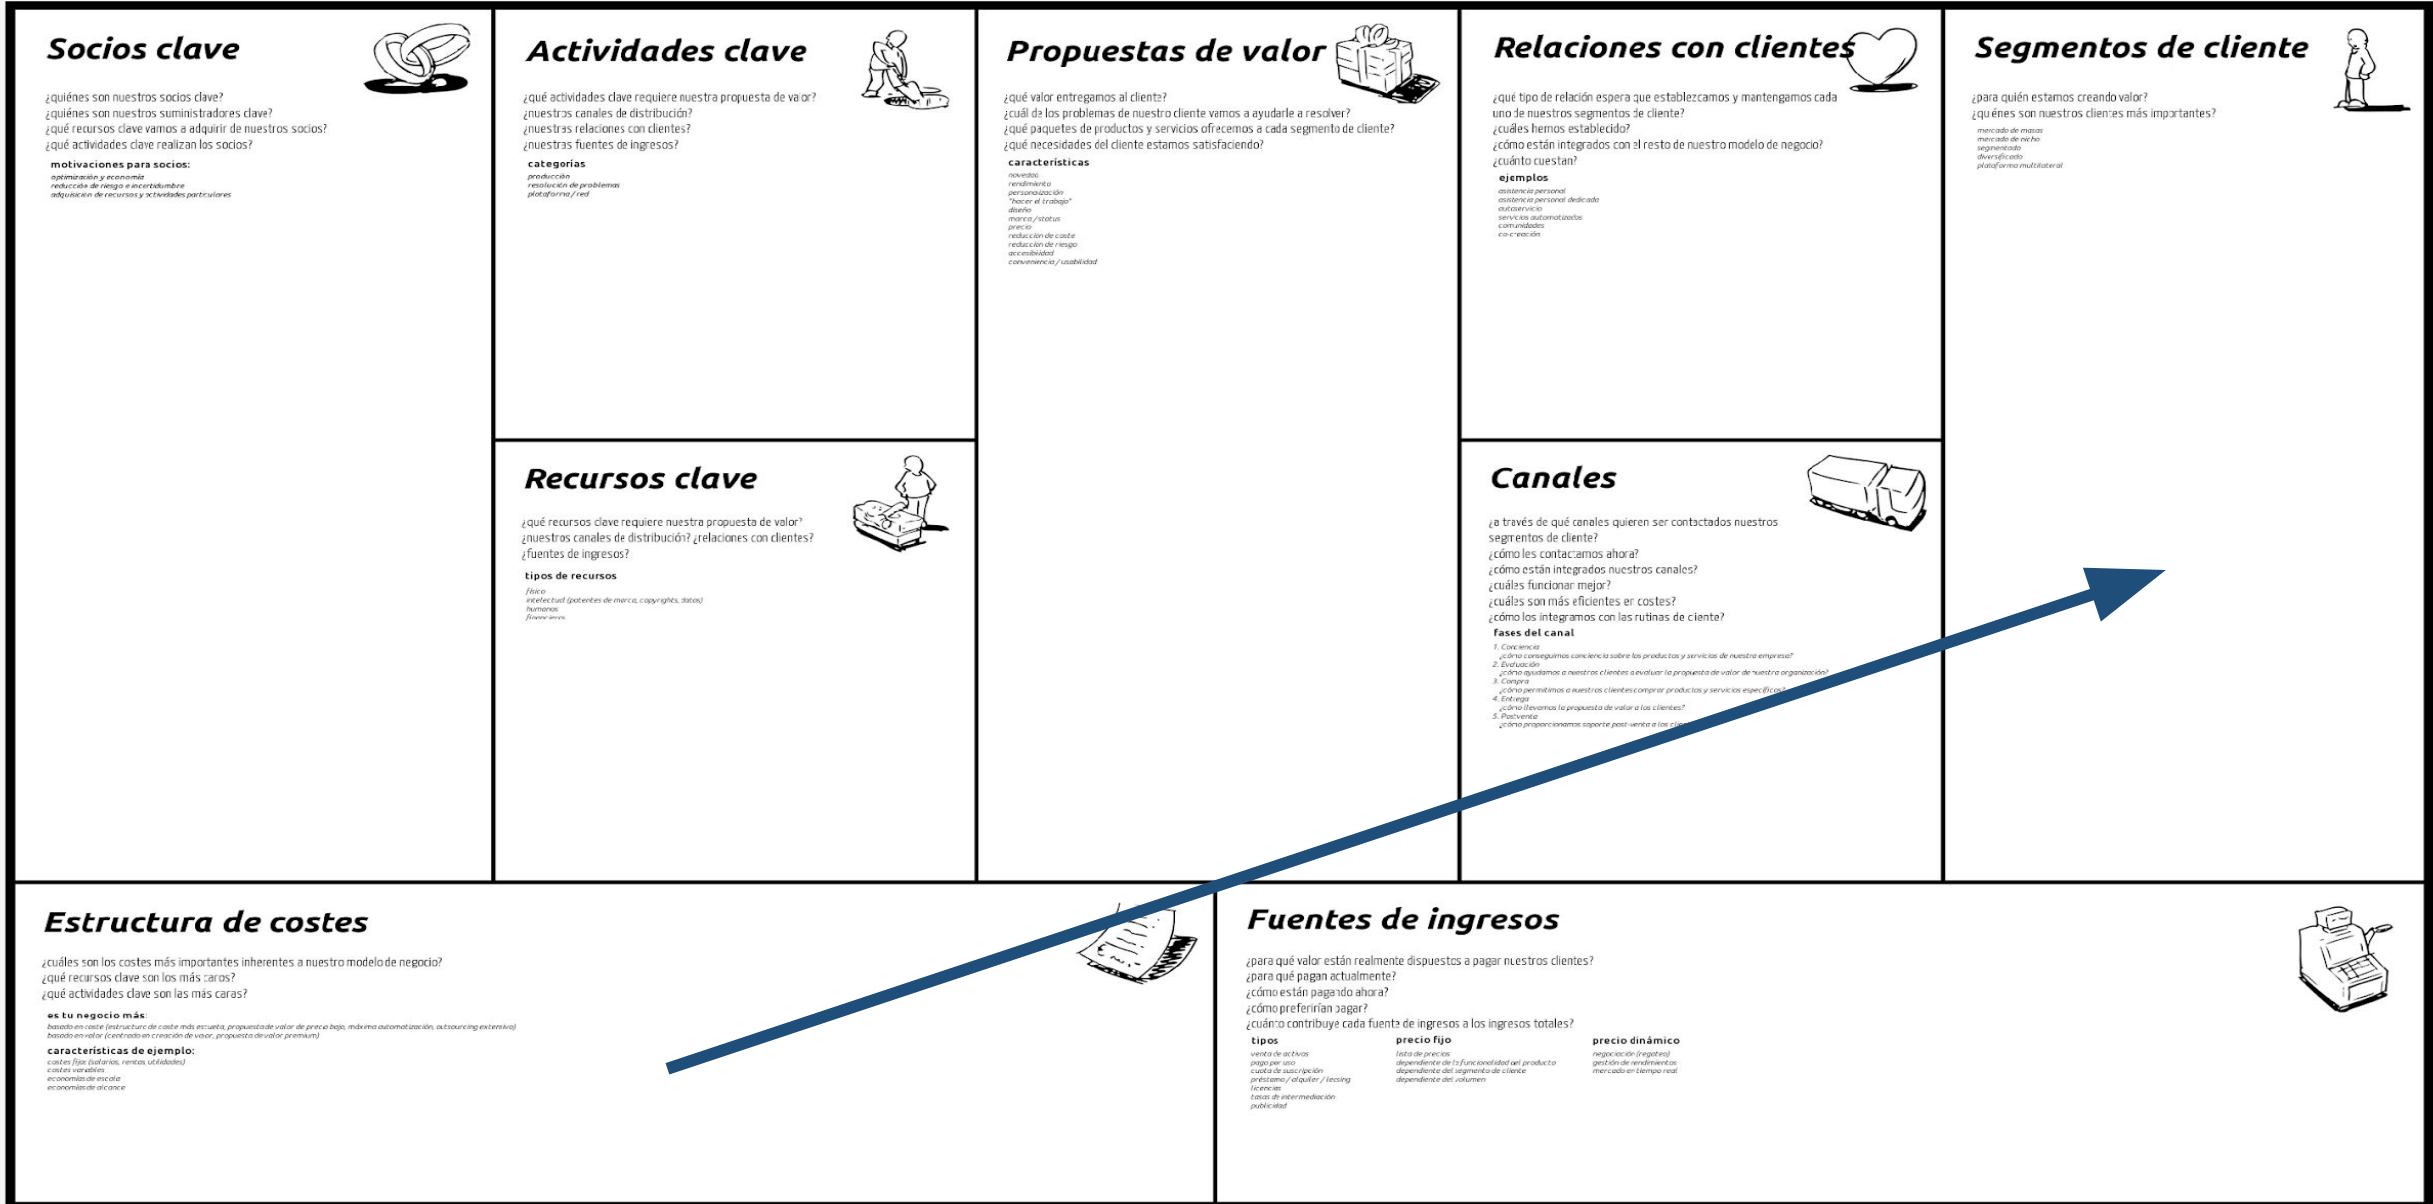 Socios clave
¿quiénes son nuestros socios clave?
¿quiénes son nuestros suministradores clave?
¿qué recursos clave vamos a adquirir de nuestros socios?
¿qué actividades clave realizan los socios?
motivaciones para socios:
optimización y economía
reducción de riesgo e incertidumbre
adquisición de recursos y actividades particulares
Actividades clave
¿qué actividades clave requiere nuestra propuesta de valor?
¿nuestros canales de distribución?
¿nuestras relaciones con clientes?
¿nuestras fuentes de ingresos?
categorías
producción
resolución de problemas
plataforma / red
Recursos clave
¿qué recursos clave requiere nuestra propuesta de valor?
¿nuestros canales de distribución? ¿relaciones con clientes?
¿fuentes de ingresos?
tipos de recursos
físico
intelectual (patentes de marca, copyrights, datos)
humanos
financieros
Propuestas de valor
¿qué valor entregamos al cliente?
¿cuál de los problemas de nuestro cliente vamos a ayudarle a resolver?
¿qué paquetes de productos y servicios ofrecemos a cada segmento de cliente?
¿qué necesidades del cliente estamos satisfaciendo?
características
novedad
rendimiento
personalización
"hacer el trabajo"
diseño
marca / status
precio
reducción de coste
reducción de riesgo
accesibilidad
conveniencia / usabilidad
Relaciones con clientes
¿qué tipo de relación espera que establezcamos y mantengamos cada
uno de nuestros segmentos de cliente?
¿cuáles hemos establecido?
¿cómo están integrados con el resto de nuestro modelo de negocio?
¿cuánto cuestan?
ejemplos
asistencia personal
asistencia personal dedicada
autoservicio
servicios automatizados
comunidades
co-creación
Canales
¿a través de qué canales quieren ser contactados nuestros
segmentos de cliente?
¿cómo les contactamos ahora?
¿cómo están integrados nuestros canales?
¿cuáles funcionar mejor?
¿cuáles son más eficientes en costes?
¿cómo los integramos con las rutinas de cliente?
fases del canal
1. Conciencia
¿cómo conseguimos conciencia sobre los productos y servicios de nuestra empresa?
2. Evaluación
¿cómo ayudamos a nuestros clientes a evaluar la propuesta de valor de nuestra organización?
3. Compra
¿cómo permitimos a nuestros clientes comprar productos y servicios específicos?
4. Entrega
¿cómo llevamos la propuesta de valor a los clientes?
5. Postventa
¿cómo proporcionamos soporte post-venta a los
Segmentos de cliente
¿para quién estamos creando valor?
¿quiénes son nuestros clientes más importantes?
mercado de masas
mercado de nicho
segmentado
diversificado
plataforma multilateral
Estructura de costes
¿cuáles son los costes más importantes inherentes a nuestro modelo de negocio?
¿qué recursos clave son los más caros?
¿qué actividades clave son las más caras?
es tu negocio más:
basado en coste (estructura de coste más escueta, propuesta de valor de precio bajo, máxima automatización, outsourcing extensivo)
basado en valor (centrado en creación de valor, propuesta de valor premium)
características de ejemplo:
costes fijos (salarios, rentas, utilidades)
costes variables
economías de escala
economías de alcance
Fuentes de ingresos
¿para qué valor están realmente dispuestos a pagar nuestros clientes?
¿para qué pagan actualmente?
¿cómo están pagando ahora?
¿cómo preferirían pagar?
¿cuánto contribuye cada fuente de ingresos a los ingresos totales?
tipos
venta de activos
pago por uso
cuota de suscripción
préstamo / alquiler / leasing
licencias
tasas de intermediación
publicidad
precio fijo
lista de precios
dependiente de la funcionalidad del producto
dependiente del segmento de cliente
dependiente del volumen
precio dinámico
negociación (regateo)
gestión de rendimientos
mercado en tiempo real